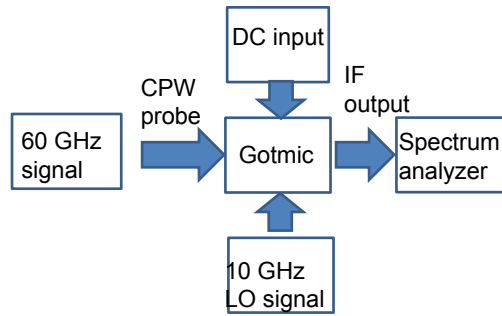 DC input
CPW
probe
IF
output
60 GHz
signal
Gotmic
Spectrum
analyzer
10 GHz
LO signal